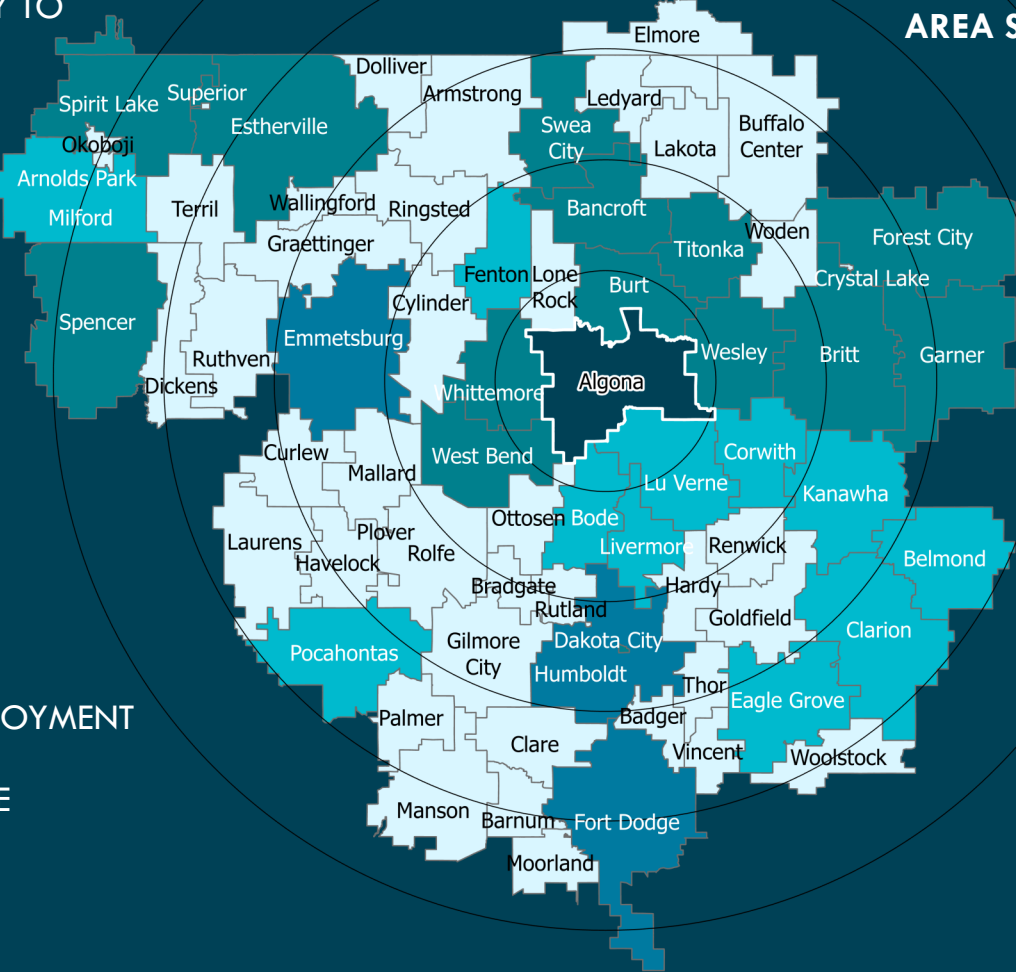 Y TO
AREA S
Elmore
Dolliver
Armstrong
Ledyard
Superior
Spirit Lake
Estherville
Swea
City
Buffalo
Center
Lakota
Okoboji
Arnolds Park
Milford
Terril
Wallingford
Ringsted
Bancroft
Graettinger
Titonka
Woden
Forest City
Fenton
Lone
Rock
Crystal Lake
Burt
Cylinder
Spencer
Emmetsburg
Ruthven
Dickens
Wesley
Britt
Garner
Whittemore
Algona
Curlew
Mallard
West Bend
Corwith
Lu Verne
Kanawha
Ottosen
Bode
Laurens
Plover
Havelock
Rolfe
Livermore
Renwick
Belmond
Bradgate
Hardy
Rutland
Goldfield
Dakota City
Clarion
Gilmore
City
Pocahontas
Humboldt
Thor
Eagle Grove
Palmer
Badger
Clare
Vincent
Woolstock
OYMENT
E
Manson
Barnum
Fort Dodge
Moorland